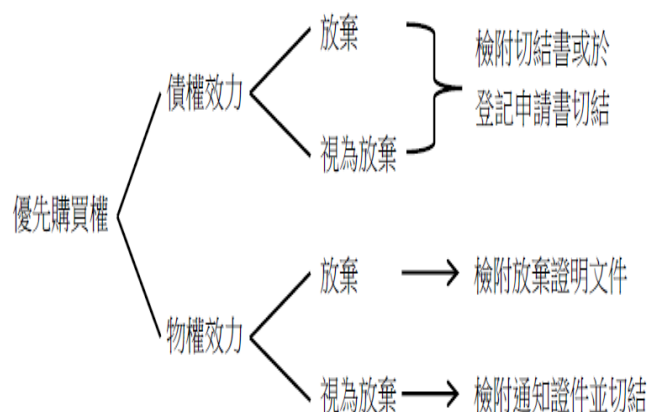 優先購買權
債權效力
放棄
視為放棄
檢附切結書或於
登記申請書切結
物權效力
放棄
檢附放棄證明文件
視為放棄
檢附通知證件並切結